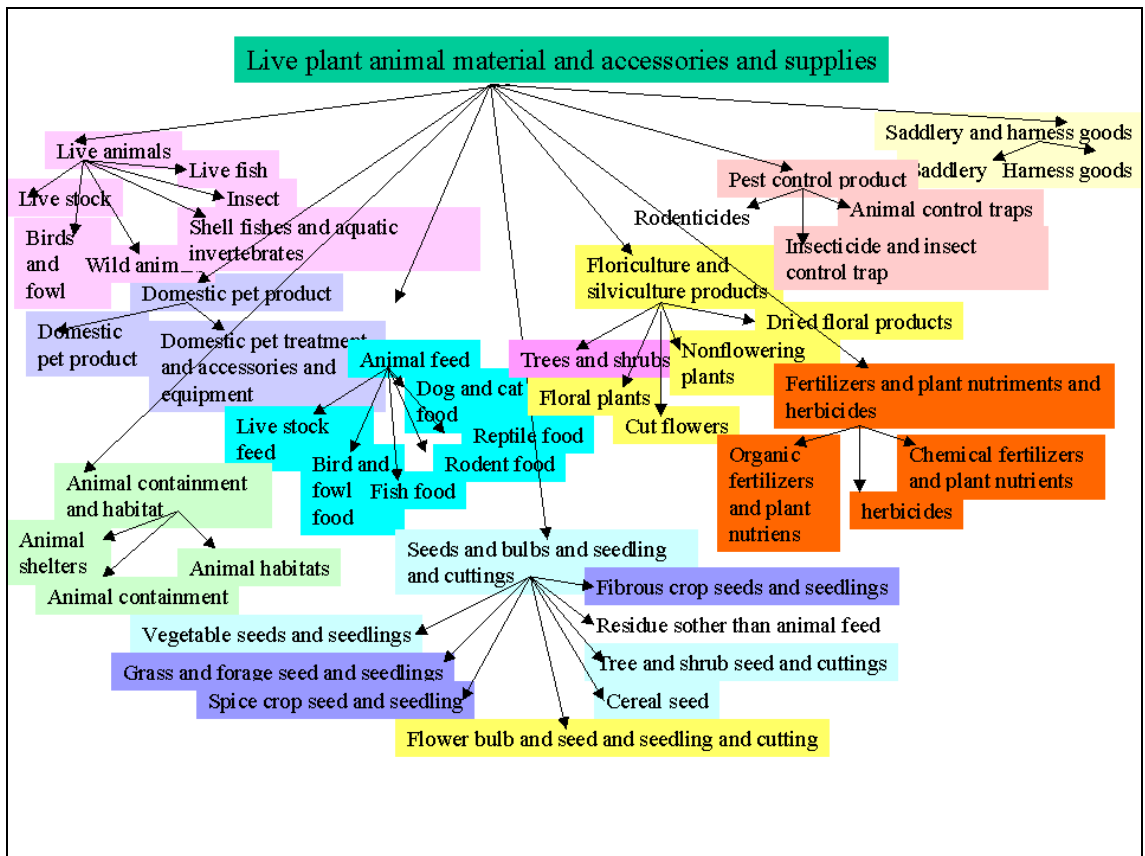 Live plant animal material and accessories and supplies
Live animals
Live fish
Live stock
Insect
Birds
and
fowl
Wild anim
Shell fishes and aquatic
invertebrates
Saddlery and harness goods
Saddlery
Harness goods
Pest control product
Rodenticides
Animal control traps
Insecticide and insect
control trap
Domestic pet product
Domestic
pet product
Domestic pet treatment
and accessories and
equipment
Floriculture and
silviculture products
Dried floral products
Trees and shrubs
Nonflowering
plants
Floral plants
Cut flowers
Animal feed
Dog and cat
food
Live stock
feed
Reptile food
Bird and
fowl
food
Rodent food
Fish food
Fertilizers and plant nutriments and
herbicides
Organic
fertilizers
and plant
nutriens
Chemical fertilizers
and plant nutrients
herbicides
Animal containment
and habitat
Animal
shelters
Animal habitats
Animal containment
Seeds and bulbs and seedling
and cuttings
Fibrous crop seeds and seedlings
Vegetable seeds and seedlings
Residue sother than animal feed
Grass and forage seed and seedlings
Tree and shrub seed and cuttings
Spice crop seed and seedling
Cereal seed
Flower bulb and seed and seedling and cutting